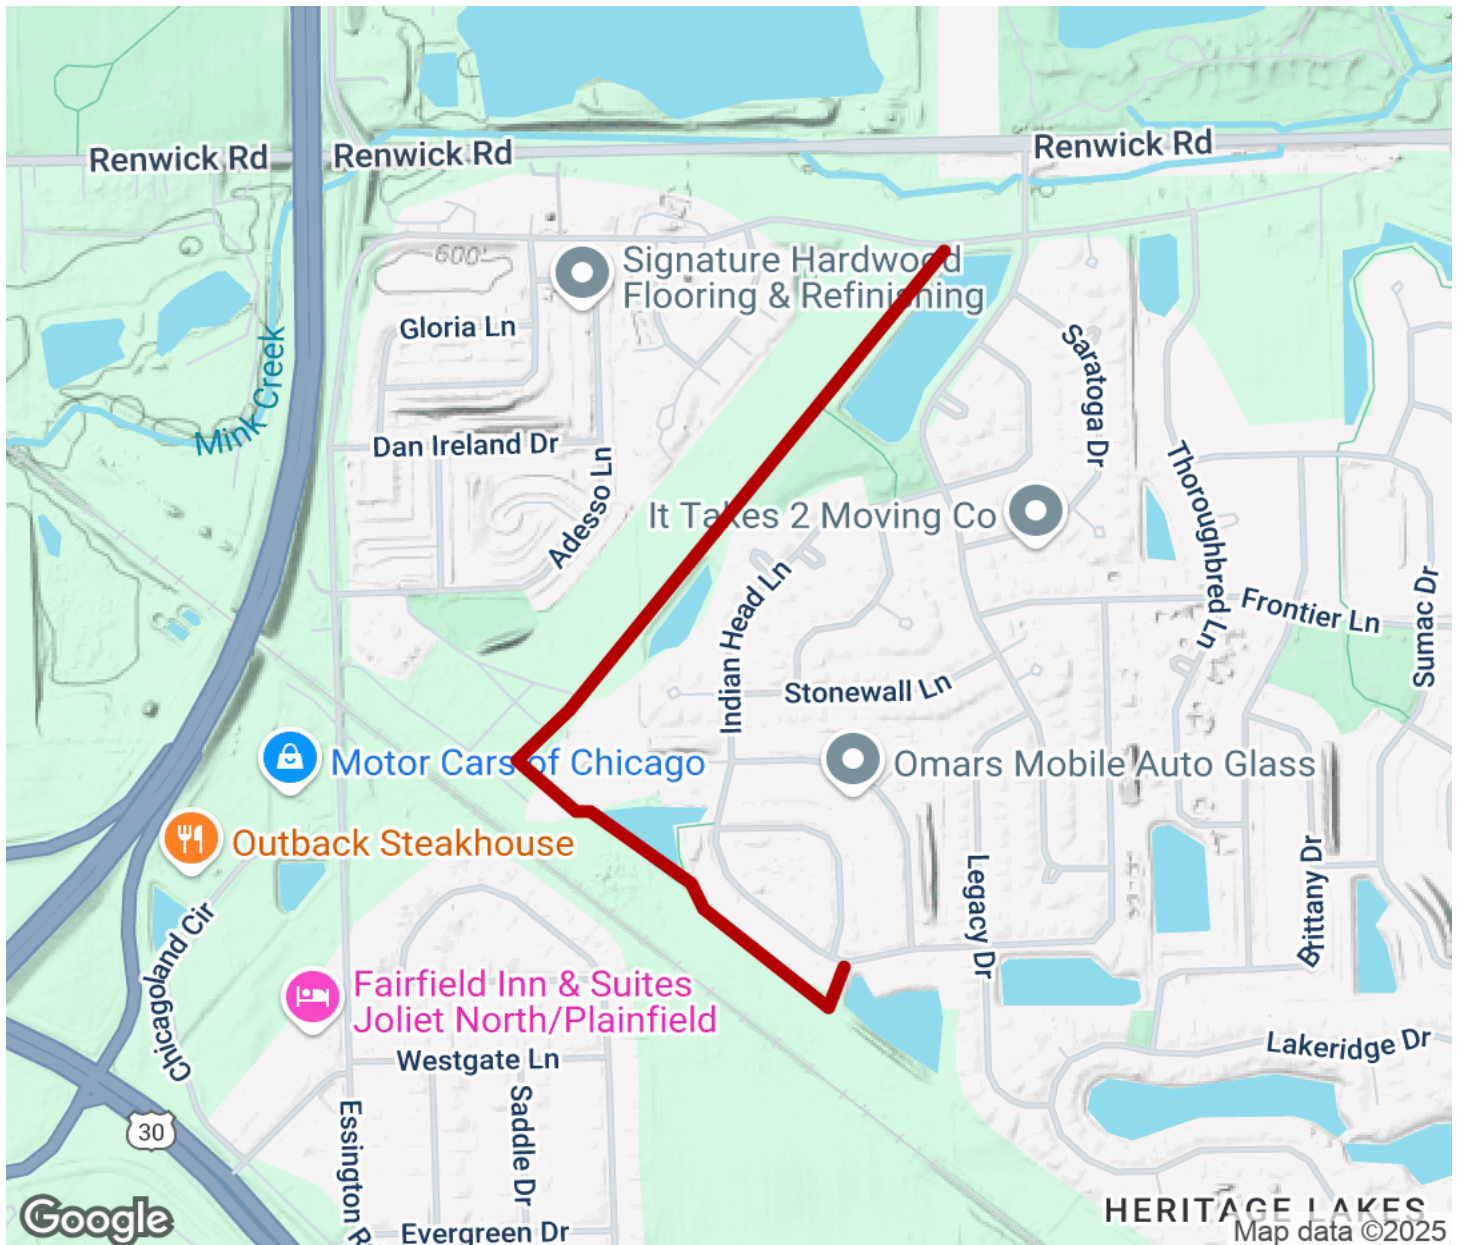 Renwick Rd
Renwick Rd
Renwick Rd
600'
Signature Hardwood
Flooring & Refinishing
Gloria Ln
Mink Creek
Saratoga Dr
Dan Ireland Dr
Adesso Ln
Thoroughbred Ln
It Takes 2 Moving Co
Indian Head Ln
Frontier Ln
Sumac Dr
Stonewall Ln
Motor Cars of Chicago
Omars Mobile Auto Glass
Outback Steakhouse
Legacy Dr
Brittany Dr
Chicagoland Cir
Fairfield Inn & Suites
Joliet North/Plainfield
Westgate Ln
Lakeridge Dr
Saddle Dr
Essington R
30
Evergreen Dr
HERITAGE LAKES
Google
Map data ©2025